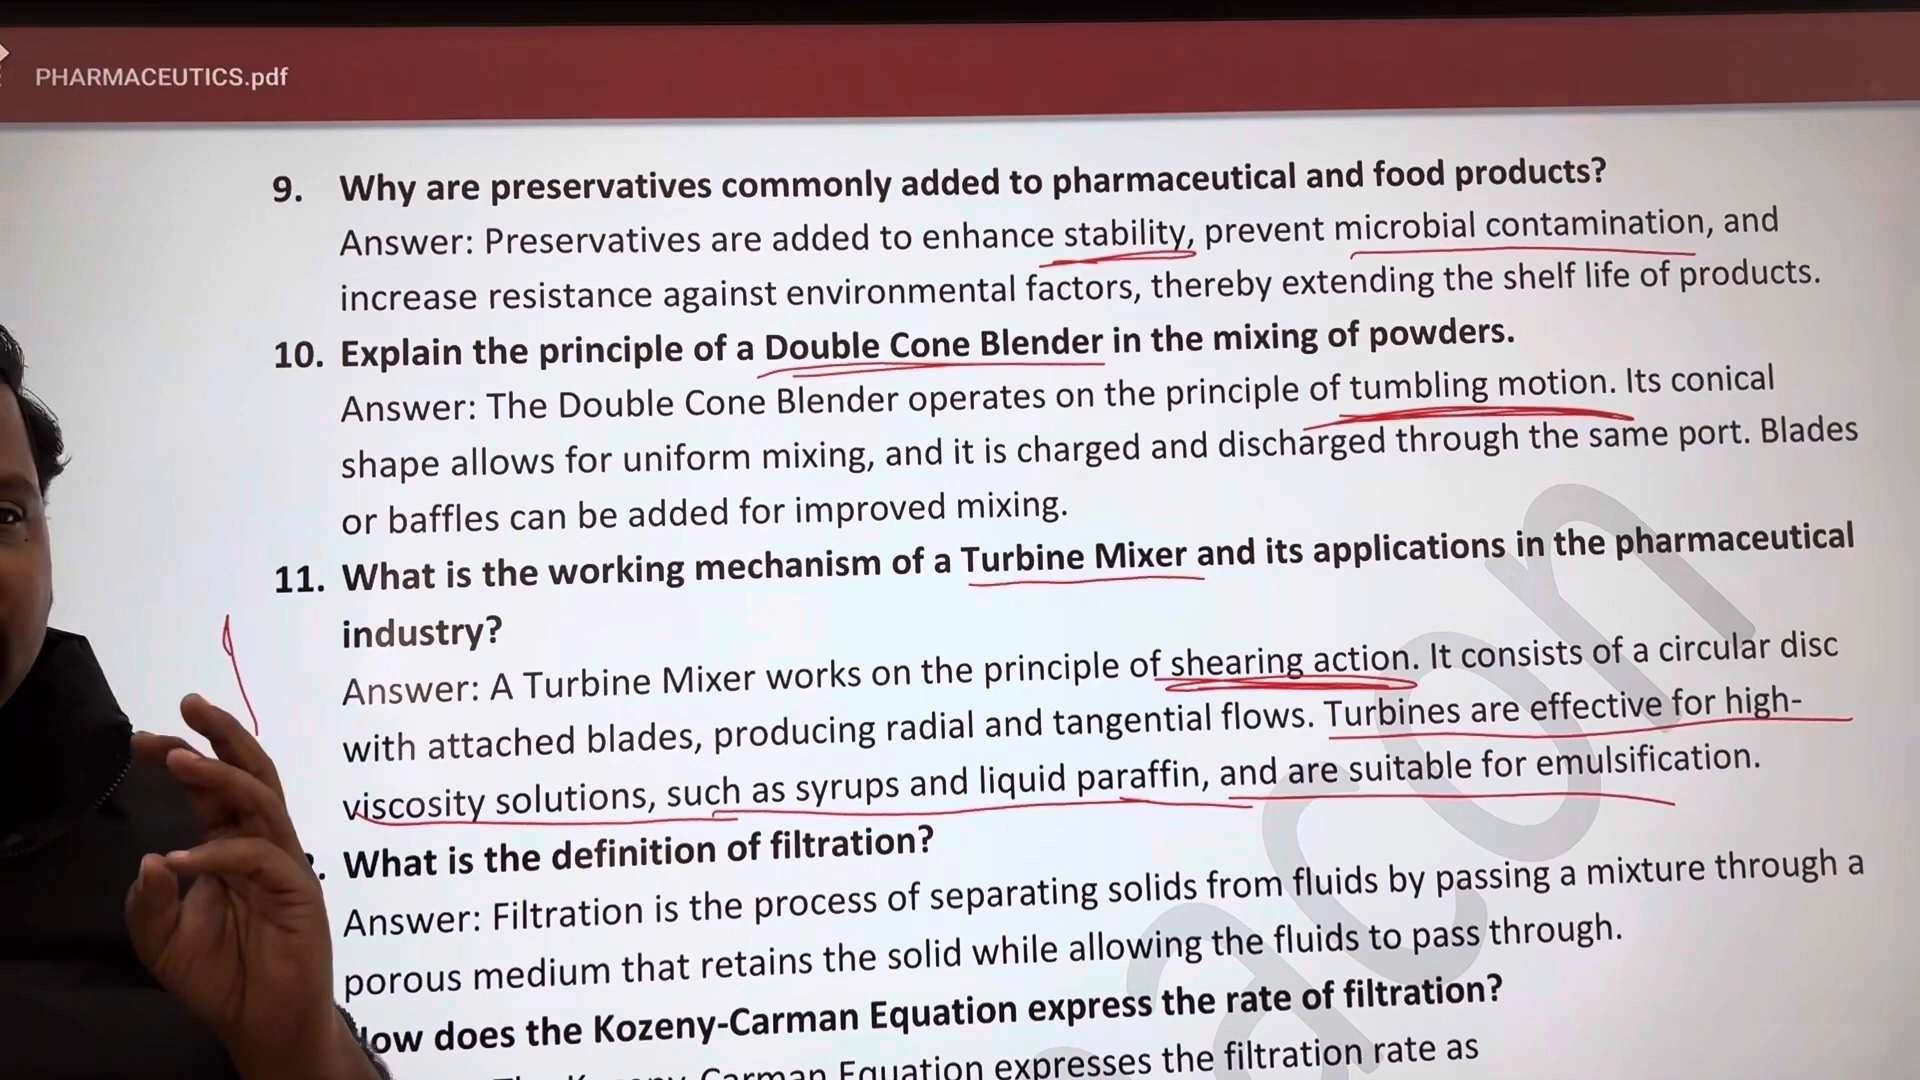 PHARMACEUTICS.pdf
9. Why are preservatives commonly added to pharmaceutical and food products?
Answer: Preservatives are added to enhance stability, prevent microbial contamination, and
increase resistance against environmental factors, thereby extending the shelf life of products.
10. Explain the principle of a Double Cone Blender in the mixing of powders.
Answer: The Double Cone Blender operates on the principle of tumbling motion. Its conical
shape allows for uniform mixing, and it is charged and discharged through the same port. Blades
or baffles can be added for improved mixing.
11. What is the working mechanism of a Turbine Mixer and its applications in the pharmaceutical
industry?
Answer: A Turbine Mixer works on the principle of shearing action. It consists of a circular disc
with attached blades, producing radial and tangential flows. Turbines are effective for high-
viscosity solutions, such as syrups and liquid paraffin, and are suitable for emulsification.
What is the definition of filtration?
Answer: Filtration is the process of separating solids from fluids by passing a mixture through a
porous medium that retains the solid while allowing the fluids to pass through.
How does the Kozeny-Carman Equation express the rate of filtration?
Carman Equation expresses the filtration rate as